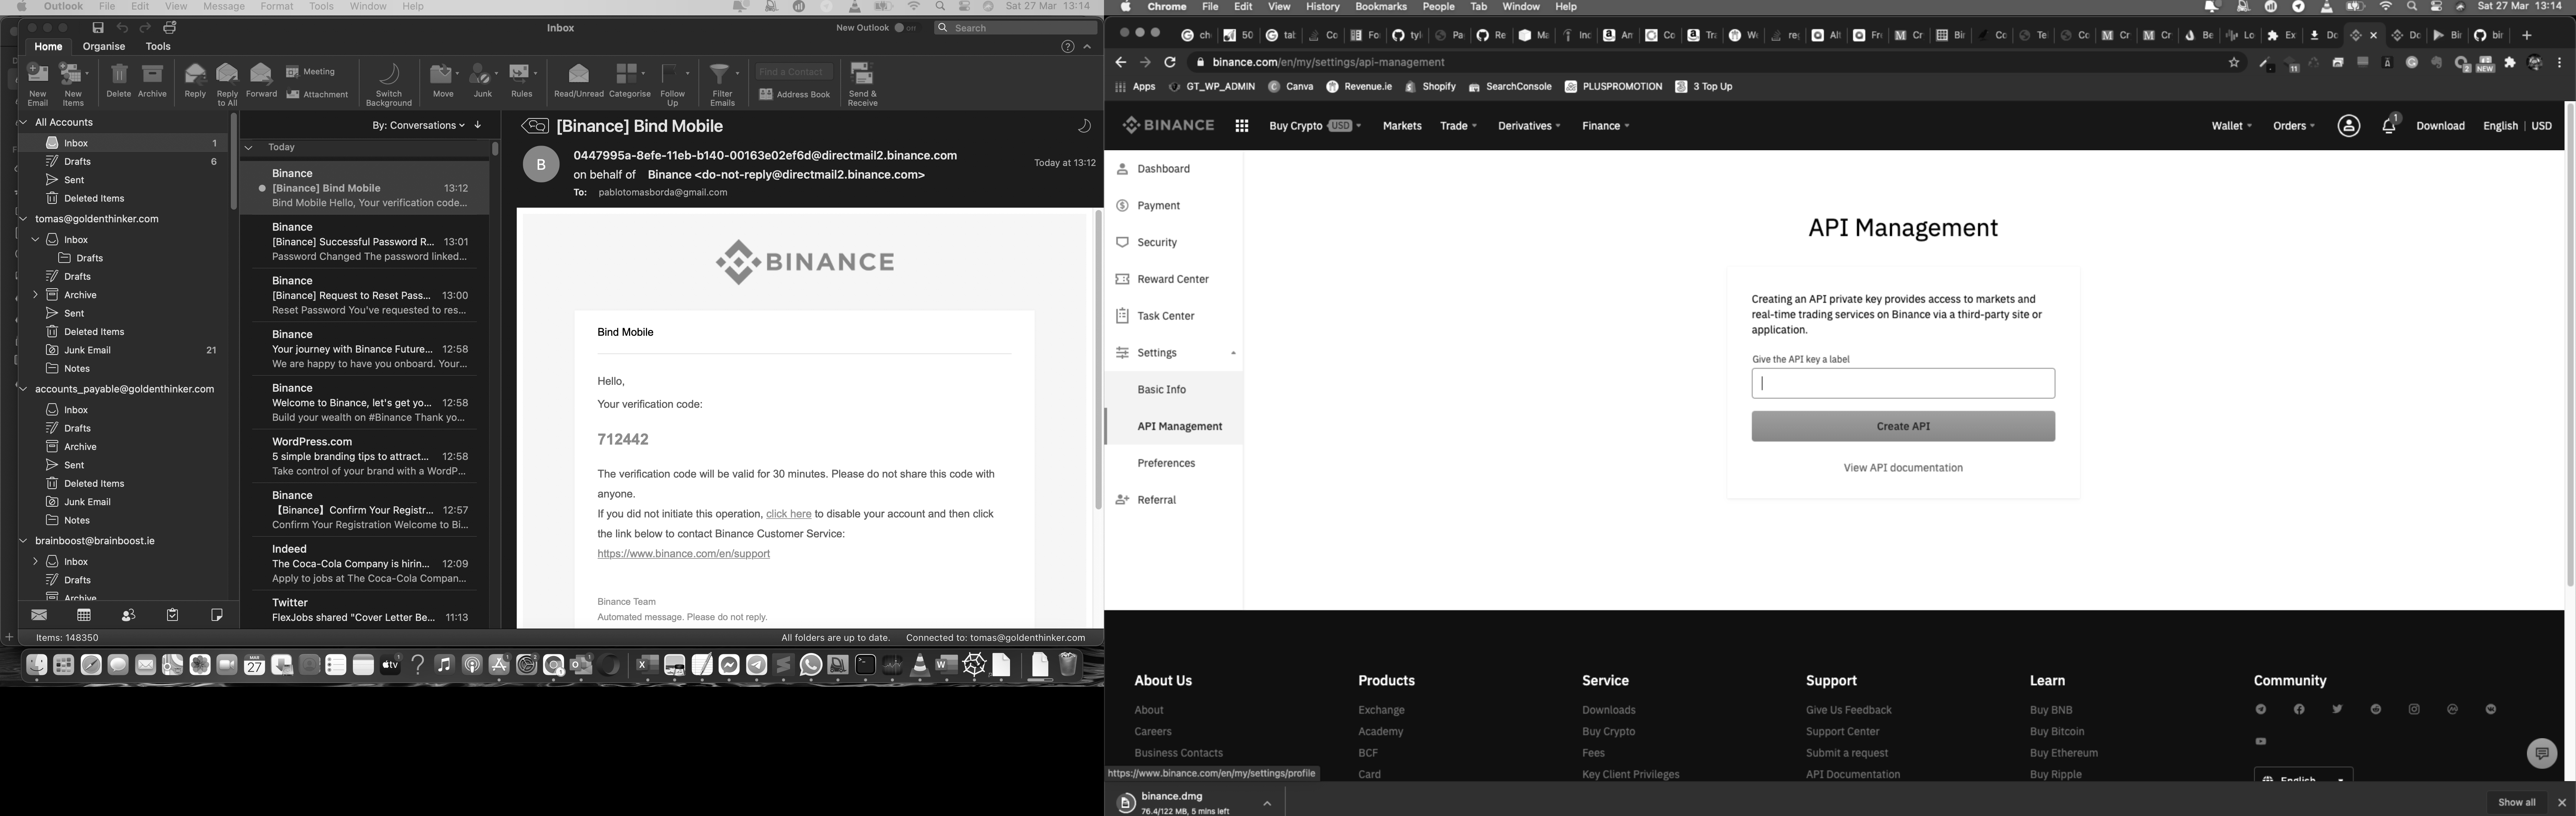 Outlook File Edit View Message Format Tools Window Help
Sat 27 Mar 13:14
Inbox
New Outlook
Search
Home Organise Tools
New Email
New Items
Delete
Archive
Reply
Reply to All
Forward
Meeting
Attachment
Switch Background
Move
Junk
Rules
Read/Unread
Categorise
Follow Up
Filter Emails
Find a Contact
Address Book
Send & Receive
All Accounts
Inbox 1
Drafts 6
Sent
Deleted Items
tomas@goldenthinker.com
Inbox
Drafts
Drafts
Archive
Sent
Deleted Items
Junk Email 21
Notes
accounts_payable@goldenthinker.com
Inbox
Drafts
Archive
Sent
Deleted Items
Junk Email
Notes
brainboost@brainboost.ie
Inbox
Drafts
Archive
By: Conversations
Today
Binance
[Binance] Bind Mobile 13:12
Bind Mobile Hello, Your verification code...
Binance
[Binance] Successful Password R... 13:01
Password Changed The password linked...
Binance
[Binance] Request to Reset Pass... 13:00
Reset Password You've requested to res...
Binance
Your journey with Binance Future... 12:58
We are happy to have you onboard. Your...
Binance
Welcome to Binance, let's get yo... 12:58
Build your wealth on #Binance Thank yo...
WordPress.com
5 simple branding tips to attract... 12:58
Take control of your brand with a WordP...
Binance
【Binance】Confirm Your Registr... 12:57
Confirm Your Registration Welcome to Bi...
Indeed
The Coca-Cola Company is hirin... 12:09
Apply to jobs at The Coca-Cola Compan...
Twitter
FlexJobs shared "Cover Letter Be... 11:13
[Binance] Bind Mobile
B
0447995a-8efe-11eb-b140-00163e02ef6d@directmail2.binance.com
on behalf of Binance <do-not-reply@directmail2.binance.com>
To: pablotomasborda@gmail.com
Today at 13:12
BINANCE
Bind Mobile
Hello,
Your verification code:
712442
The verification code will be valid for 30 minutes. Please do not share this code with
anyone.
If you did not initiate this operation, click here to disable your account and then click
the link below to contact Binance Customer Service:
https://www.binance.com/en/support
Binance Team
Automated message. Please do not reply.
Items: 148350
All folders are up to date. Connected to: tomas@goldenthinker.com
Chrome File Edit View History Bookmarks People Tab Window Help
Sat 27 Mar 13:14
binance.com/en/my/settings/api-management
Apps GT_WP_ADMIN Canva Revenue.ie Shopify SearchConsole PLUSPROMOTION 3 Top Up
BINANCE
Buy Crypto USD Markets Trade Derivatives Finance
Wallet Orders 1 Download English USD
Dashboard
Payment
Security
Reward Center
Task Center
Settings
Basic Info
API Management
Preferences
Referral
API Management
Creating an API private key provides access to markets and
real-time trading services on Binance via a third-party site or
application.
Give the API key a label
Create API
View API documentation
About Us Products Service Support Learn Community
About Exchange Downloads Give Us Feedback Buy BNB
Careers Academy Buy Crypto Support Center Buy Bitcoin
Business Contacts BCF Fees Submit a request Buy Ethereum
Card Key Client Privileges API Documentation Buy Ripple
English
https://www.binance.com/en/my/settings/profile
binance.dmg
76.4/122 MB, 5 mins left
Show all